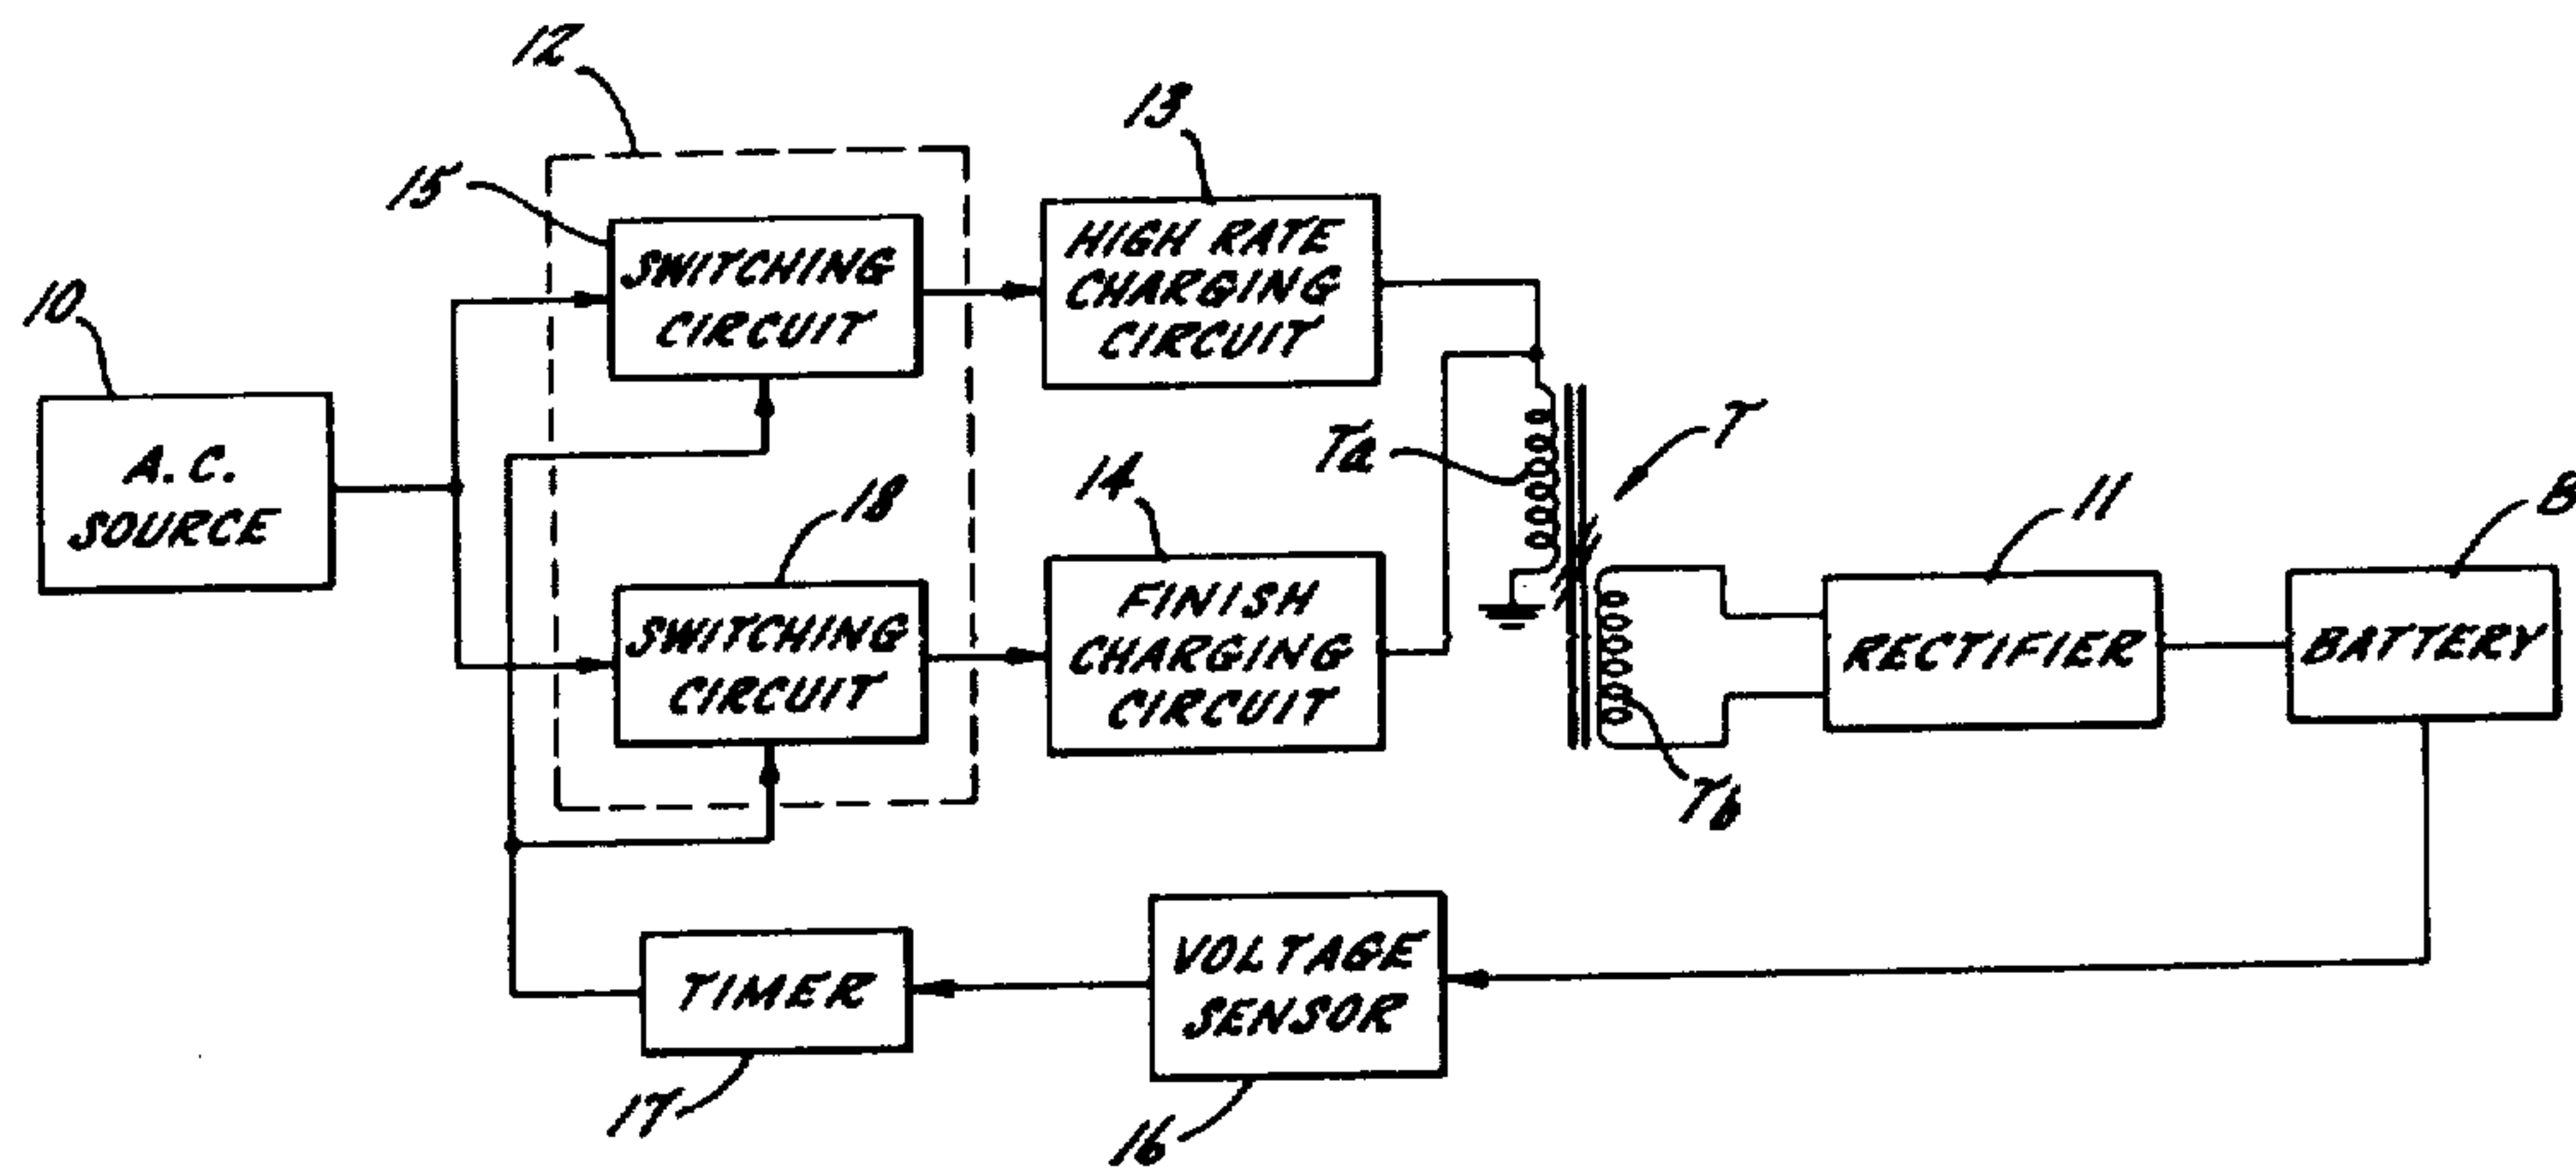 12
13
15
SWITCHING
CIRCUIT
HIGH RATE
CHARGING
CIRCUIT
10
A.C.
SOURCE
Ta
T
18
14
11
B
SWITCHING
CIRCUIT
FINISH
CHARGING
CIRCUIT
RECTIFIER
BATTERY
Tb
TIMER
VOLTAGE
SENSOR
17
16